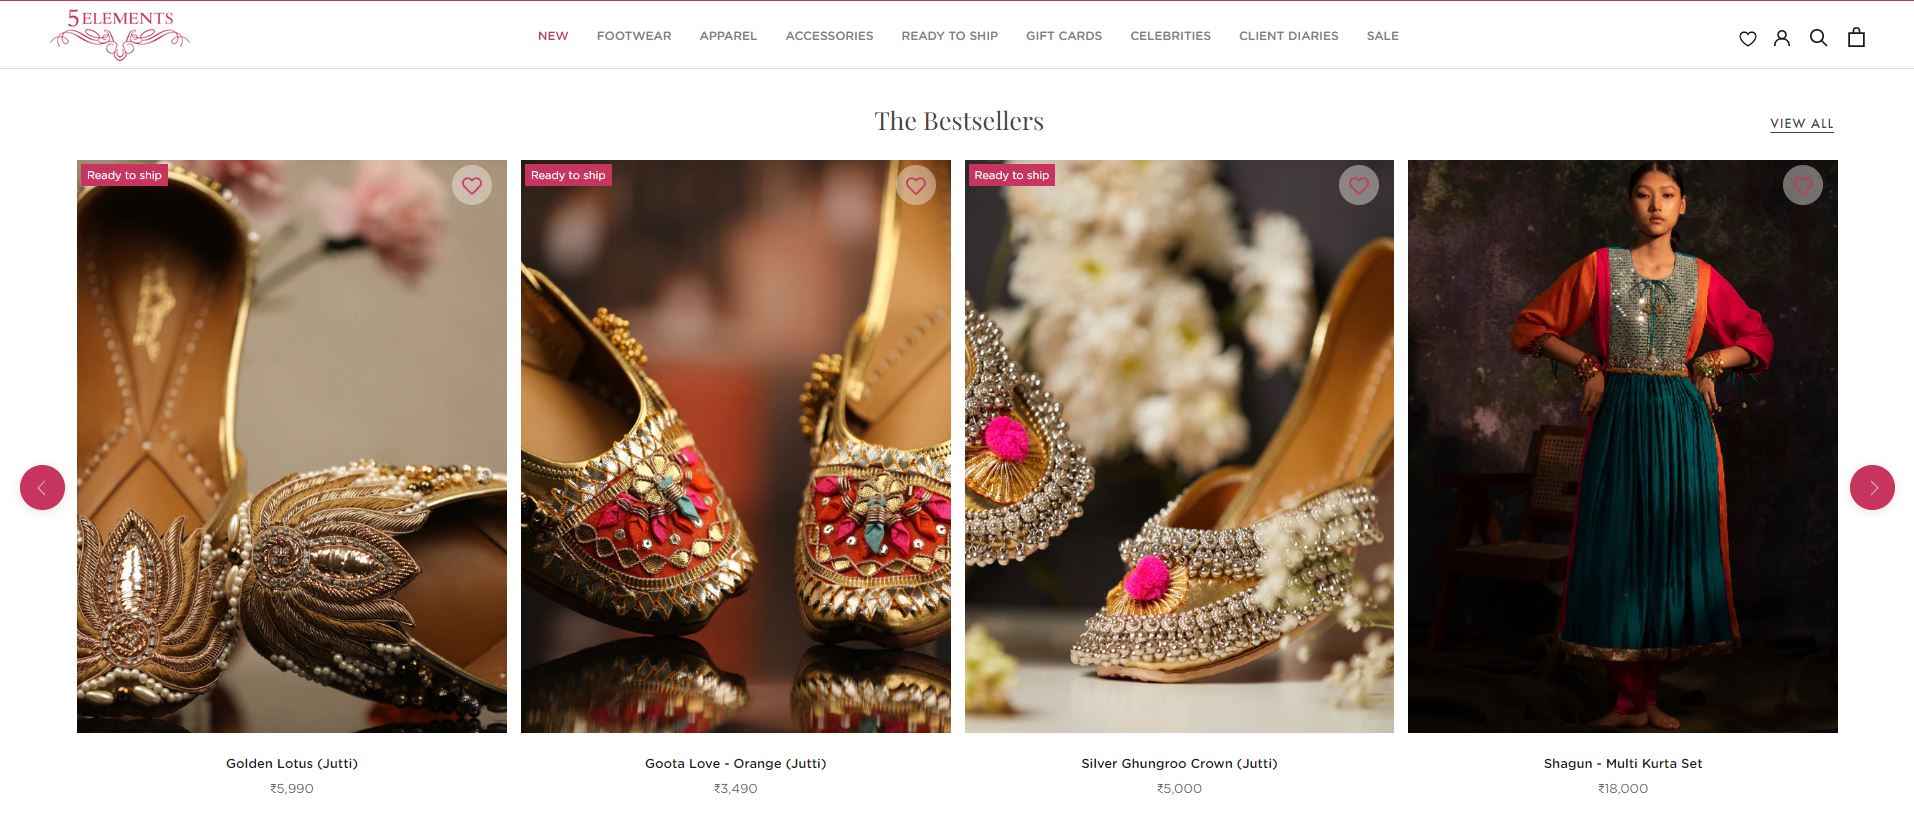 5 ELEMENTS
NEW FOOTWEAR APPAREL ACCESSORIES READY TO SHIP GIFT CARDS CELEBRITIES CLIENT DIARIES SALE
The Bestsellers
VIEW ALL
Ready to ship
Ready to ship
Ready to ship
Golden Lotus (Jutti)
₹5,990
Goota Love - Orange (Jutti)
₹3,490
Silver Ghungroo Crown (Jutti)
₹5,000
Shagun - Multi Kurta Set
₹18,000